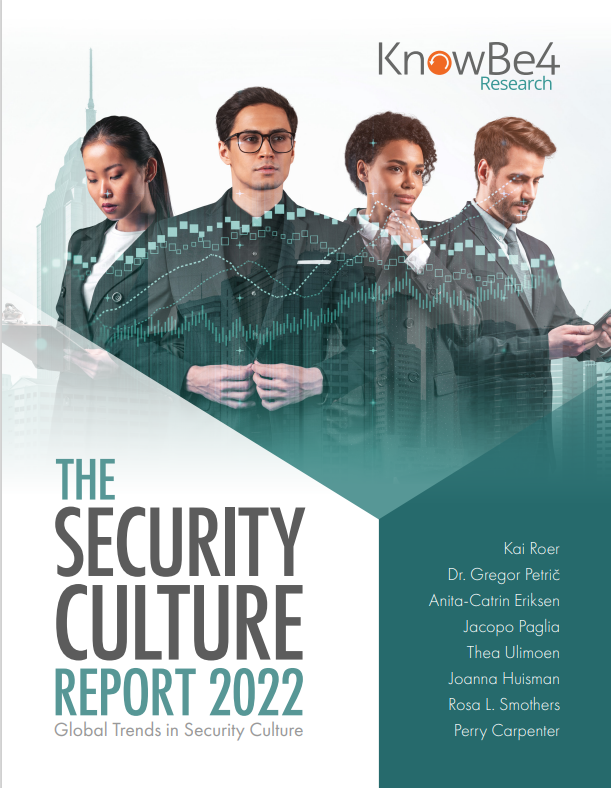 KnowBe4
Research
THE
SECURITY
CULTURE
REPORT 2022
Global Trends in Security Culture
Kai Roer
Dr. Gregor Petrič
Anita-Catrin Eriksen
Jacopo Paglia
Thea Ulimoen
Joanna Huisman
Rosa L. Smothers
Perry Carpenter